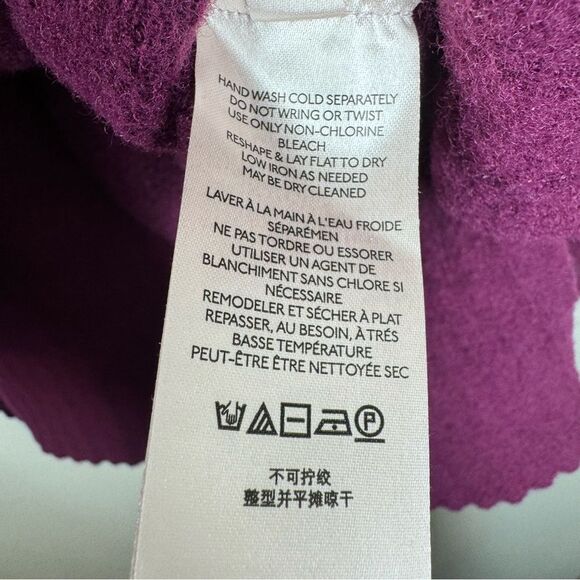 HAND WASH COLD SEPARATELY
DO NOT WRING OR TWIST
USE ONLY NON-CHLORINE
BLEACH
RESHAPE & LAY FLAT TO DRY
LOW IRON AS NEEDED
MAY BE DRY CLEANED
LAVER À LA MAIN À L'EAU FROIDE
SÉPARÉMEN
NE PAS TORDRE OU ESSORER
UTILISER UN AGENT DE
BLANCHIMENT SANS CHLORE SI
NÉCESSAIRE
REMODELER ET SÉCHER À PLAT
REPASSER, AU BESOIN, À TRÉS
BASSE TEMPÉRATURE
PEUT-ÊTRE ÊTRE NETTOYÉE SEC
P
不可拧绞
整型并平摊晾干